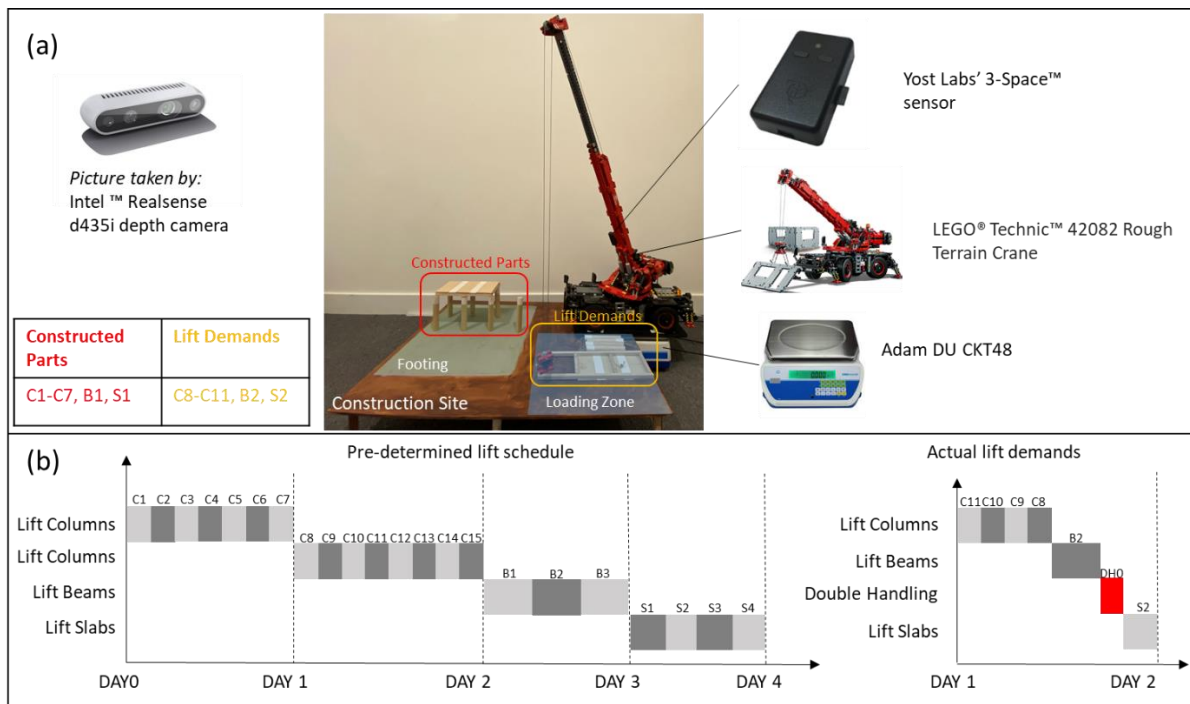 (a)
Picture taken by:
Intel ™ Realsense
d435i depth camera
Constructed
Parts
Lift Demands
C1-C7, B1, S1
C8-C11, B2, S2
Constructed Parts
Lift Demands
Footing
Construction Site
Loading Zone
Yost Labs' 3-Space™
sensor
LEGO® Technic™ 42082 Rough
Terrain Crane
Adam DU CKT48
(b)
Pre-determined lift schedule
C1 C2 C3 C4 C5 C6 C7
Lift Columns
C8 C9 C10 C11 C12 C13 C14 C15
Lift Columns
B1 B2 B3
Lift Beams
S1 S2 S3 S4
Lift Slabs
DAY0 DAY 1 DAY 2 DAY 3 DAY 4
Actual lift demands
C11 C10 C9 C8
Lift Columns
B2
Lift Beams
DH0
Double Handling
S2
Lift Slabs
DAY 1 DAY 2